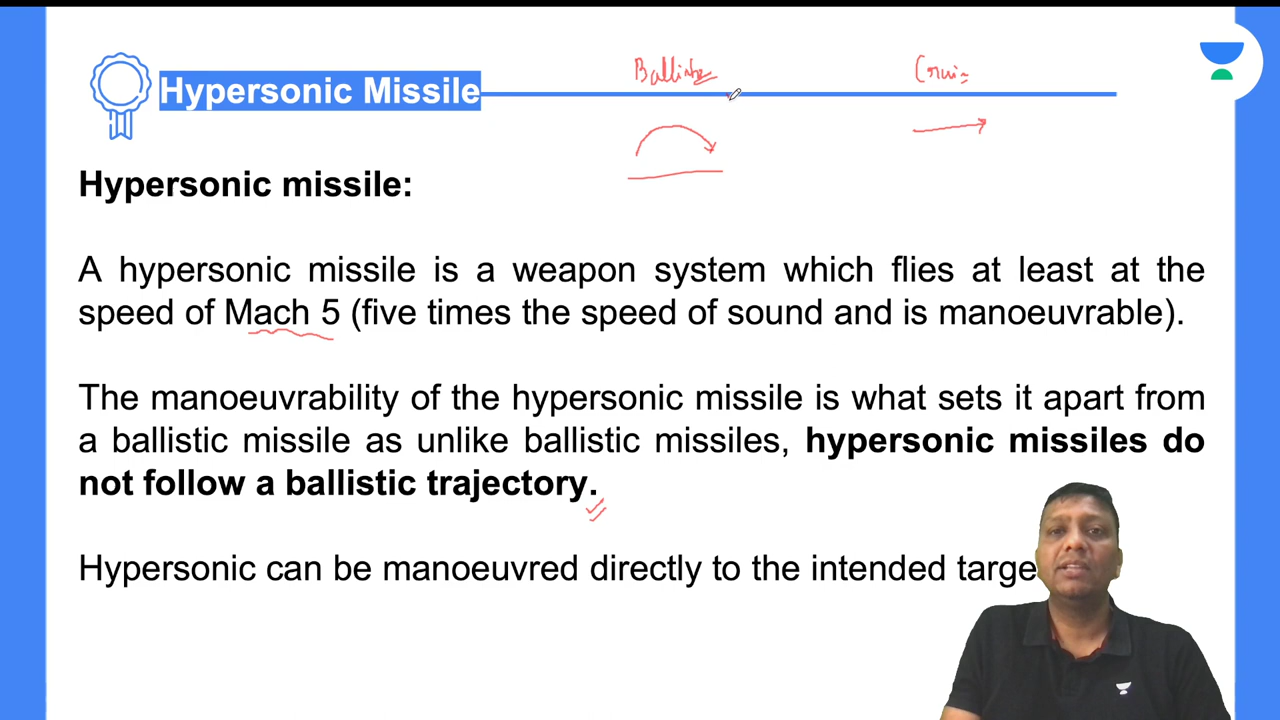 Ballistic
Cruise
Hypersonic Missile
Hypersonic missile:
A hypersonic missile is a weapon system which flies at least at the
speed of Mach 5 (five times the speed of sound and is manoeuvrable).
The manoeuvrability of the hypersonic missile is what sets it apart from
a ballistic missile as unlike ballistic missiles, hypersonic missiles do
not follow a ballistic trajectory.
Hypersonic can be manoeuvred directly to the intended targe